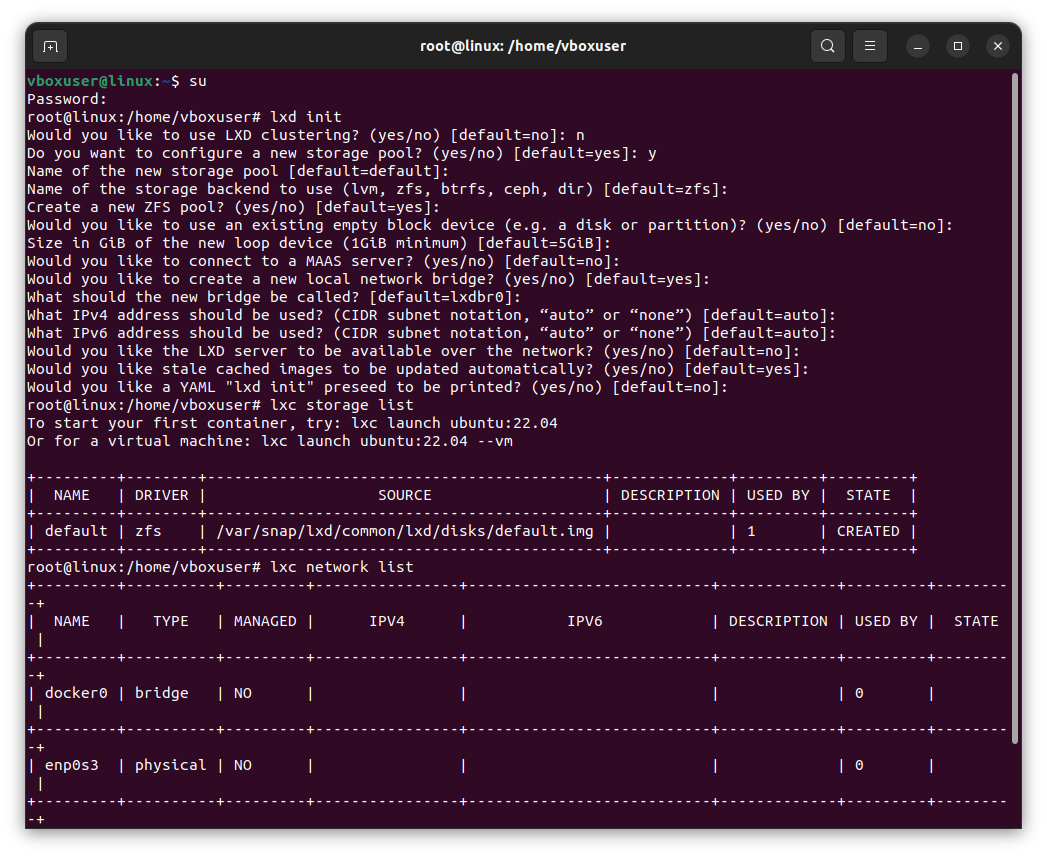 root@linux: /home/vboxuser
vboxuser@linux:~$ su
Password:
root@linux:/home/vboxuser# lxd init
Would you like to use LXD clustering? (yes/no) [default=no]: n
Do you want to configure a new storage pool? (yes/no) [default=yes]: y
Name of the new storage pool [default=default]:
Name of the storage backend to use (lvm, zfs, btrfs, ceph, dir) [default=zfs]:
Create a new ZFS pool? (yes/no) [default=yes]:
Would you like to use an existing empty block device (e.g. a disk or partition)? (yes/no) [default=no]:
Size in GiB of the new loop device (1GiB minimum) [default=5GiB]:
Would you like to connect to a MAAS server? (yes/no) [default=no]:
Would you like to create a new local network bridge? (yes/no) [default=yes]:
What should the new bridge be called? [default=lxdbr0]:
What IPv4 address should be used? (CIDR subnet notation, “auto” or “none”) [default=auto]:
What IPv6 address should be used? (CIDR subnet notation, “auto” or “none”) [default=auto]:
Would you like the LXD server to be available over the network? (yes/no) [default=no]:
Would you like stale cached images to be updated automatically? (yes/no) [default=yes]:
Would you like a YAML "lxd init" preseed to be printed? (yes/no) [default=no]:
root@linux:/home/vboxuser# lxc storage list
To start your first container, try: lxc launch ubuntu:22.04
Or for a virtual machine: lxc launch ubuntu:22.04 --vm

+---------+--------+--------------------------------------------+-------------+---------+---------+
|  NAME   | DRIVER |                   SOURCE                   | DESCRIPTION | USED BY |  STATE  |
+---------+--------+--------------------------------------------+-------------+---------+---------+
| default | zfs    | /var/snap/lxd/common/lxd/disks/default.img |             | 1       | CREATED |
+---------+--------+--------------------------------------------+-------------+---------+---------+
root@linux:/home/vboxuser# lxc network list
+---------+----------+---------+----------------+---------------------------+-------------+---------+--------
-+
|  NAME   |   TYPE   | MANAGED |      IPV4      |           IPV6            | DESCRIPTION | USED BY |  STATE
 |
+---------+----------+---------+----------------+---------------------------+-------------+---------+--------
-+
| docker0 | bridge   | NO      |                |                           |             | 0       |
 |
+---------+----------+---------+----------------+---------------------------+-------------+---------+--------
-+
| enp0s3  | physical | NO      |                |                           |             | 0       |
 |
+---------+----------+---------+----------------+---------------------------+-------------+---------+--------
-+